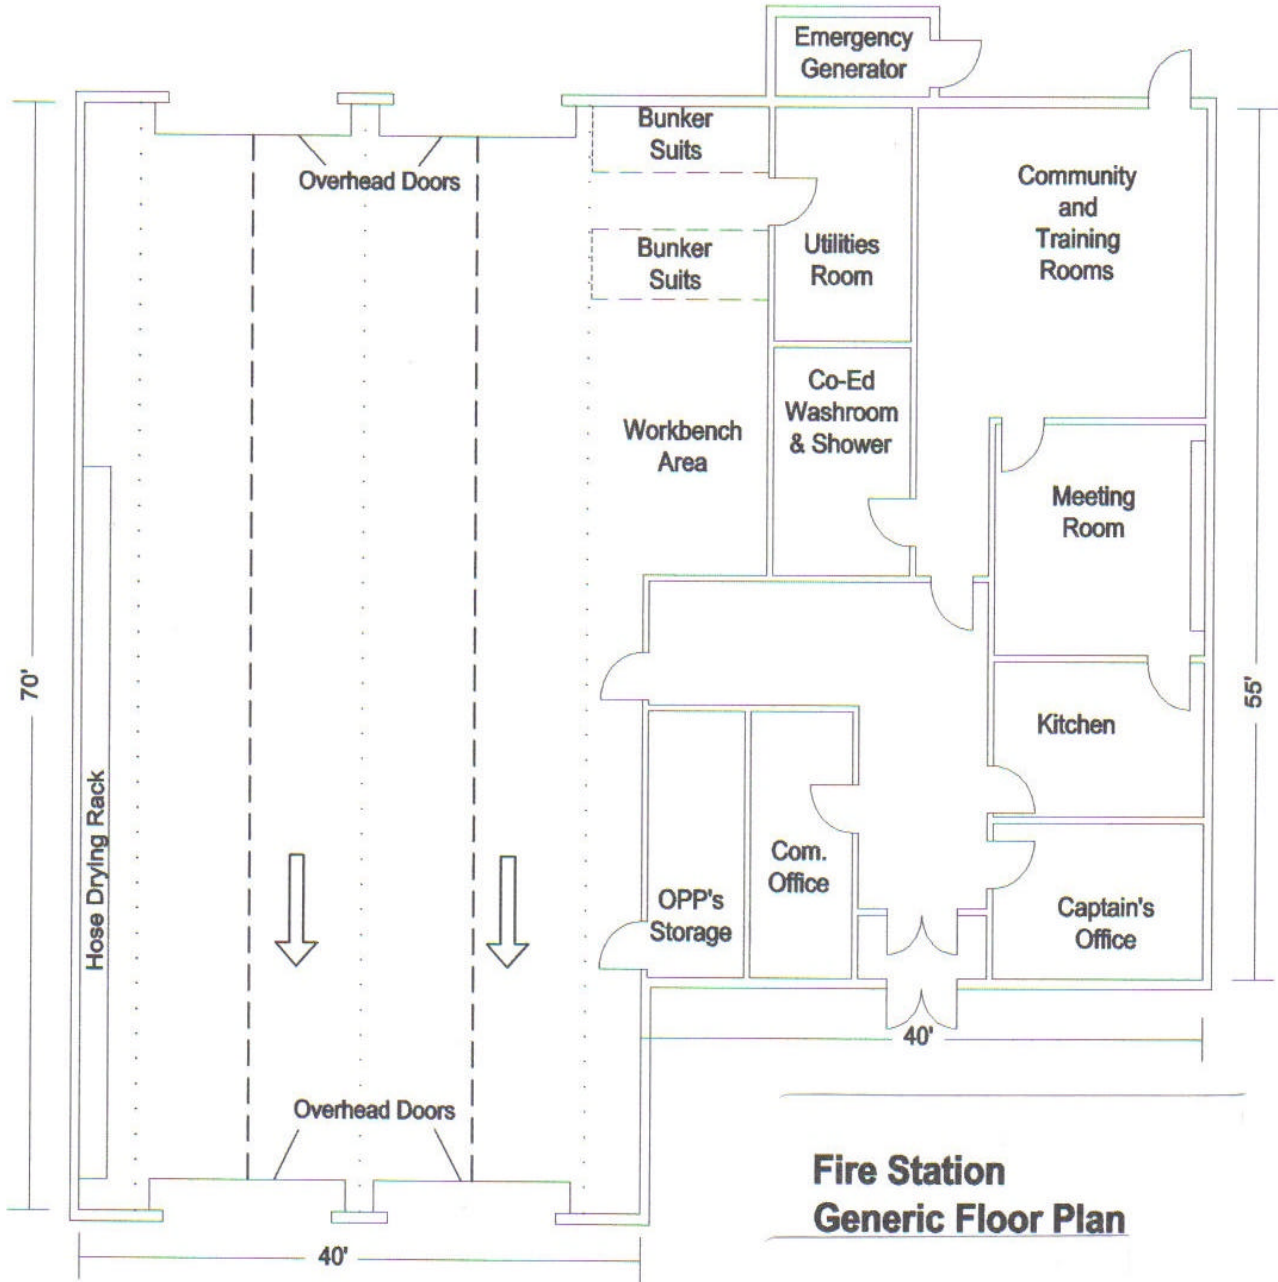 Emergency
Generator
Bunker
Suits
Overhead Doors
Community
and
Training
Rooms
Bunker
Suits
Utilities
Room
Co-Ed
Washroom
& Shower
Workbench
Area
Meeting
Room
70'
55'
Kitchen
Hose Drying Rack
Com.
Office
OPP's
Storage
Captain's
Office
40'
Overhead Doors
Fire Station
Generic Floor Plan
40'